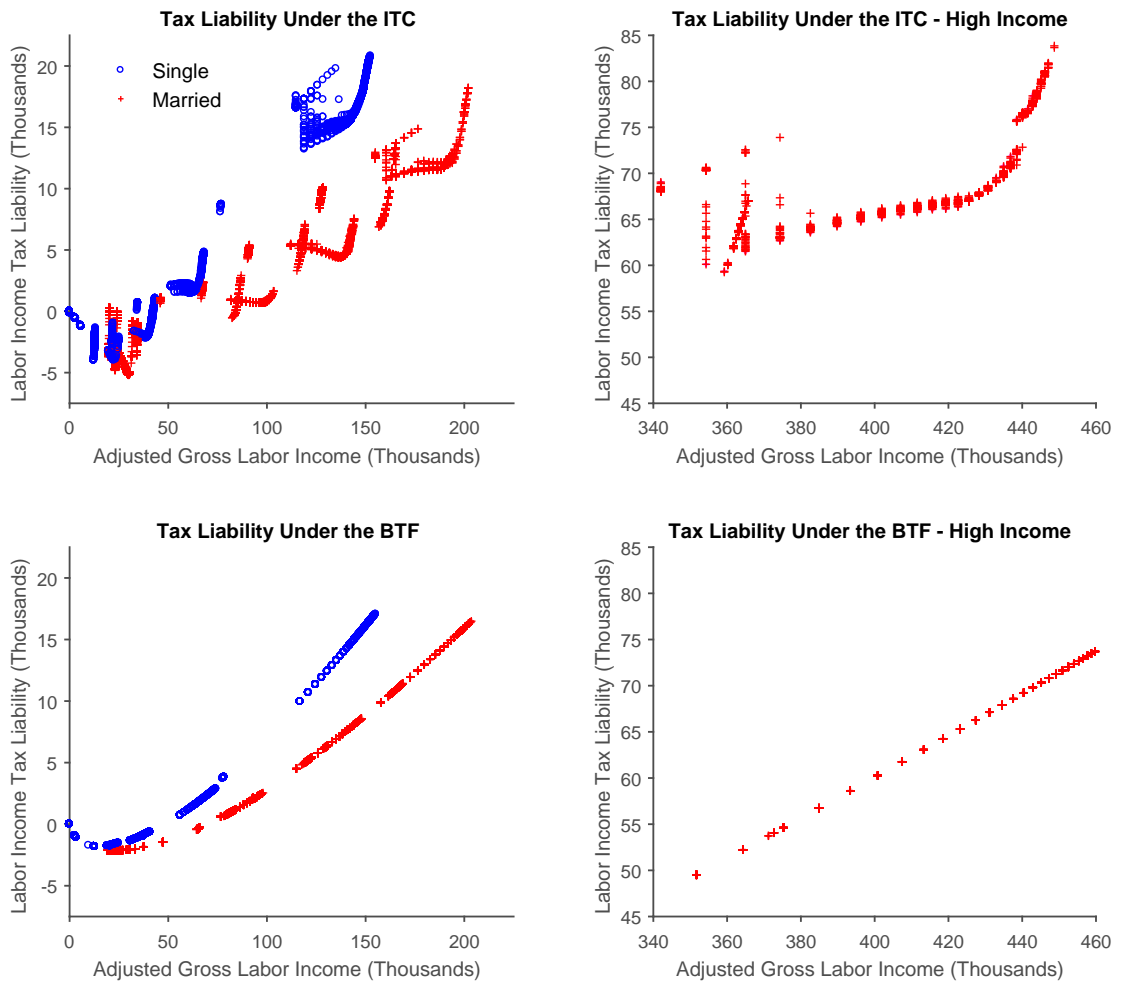 Tax Liability Under the ITC
Labor Income Tax Liability (Thousands)
20
15
10
5
0
-5
Single
Married
0 50 100 150 200
Adjusted Gross Labor Income (Thousands)
Tax Liability Under the ITC - High Income
Labor Income Tax Liability (Thousands)
85
80
75
70
65
60
55
50
45
340 360 380 400 420 440 460
Adjusted Gross Labor Income (Thousands)
Tax Liability Under the BTF
Labor Income Tax Liability (Thousands)
20
15
10
5
0
-5
0 50 100 150 200
Adjusted Gross Labor Income (Thousands)
Tax Liability Under the BTF - High Income
Labor Income Tax Liability (Thousands)
85
80
75
70
65
60
55
50
45
340 360 380 400 420 440 460
Adjusted Gross Labor Income (Thousands)